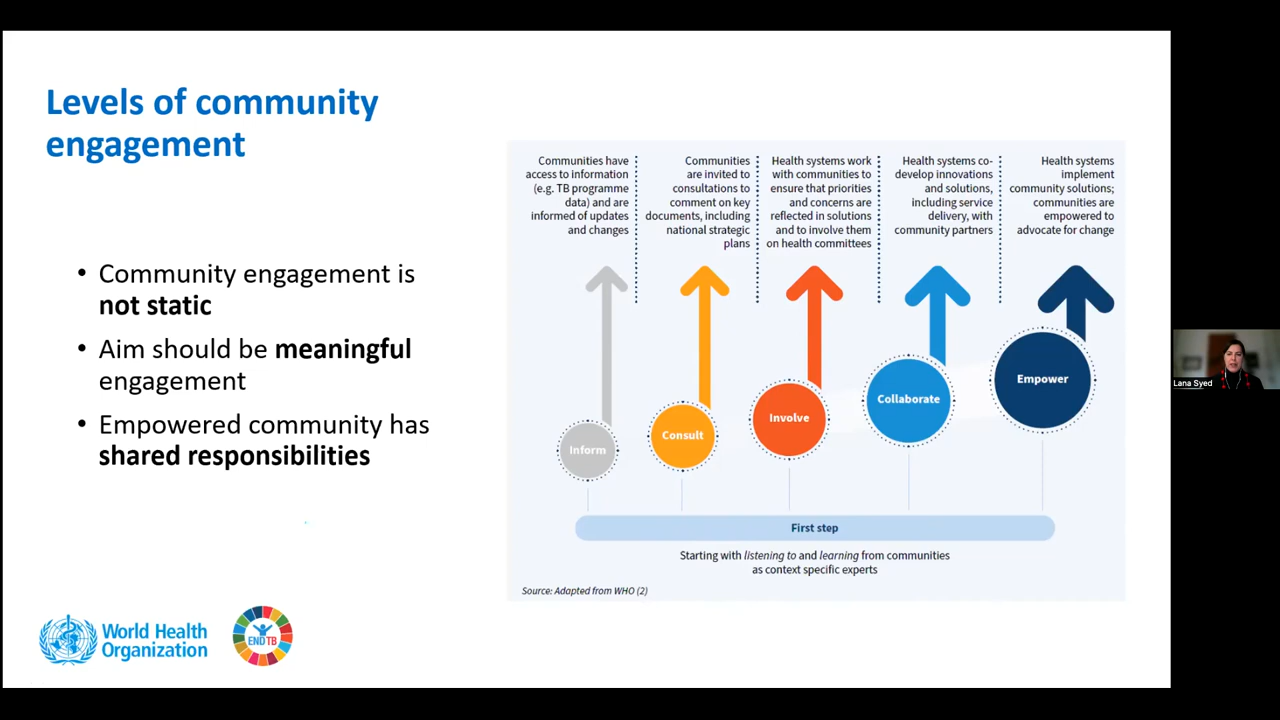 Levels of community
engagement
• Community engagement is
not static
• Aim should be meaningful
engagement
• Empowered community has
shared responsibilities
Communities have
access to information
(e.g. TB programme
data) and are
informed of updates
and changes
Communities
are invited to
consultations to
comment on key
documents, including
national strategic
plans
Health systems work
with communities to
ensure that priorities
and concerns are
reflected in solutions
and to involve them
on health committees
Health systems co-
develop innovations
and solutions,
including service
delivery, with
community partners
Health systems
implement
community solutions;
communities are
empowered to
advocate for change
Inform
Consult
Involve
Collaborate
Empower
First step
Starting with listening to and learning from communities
as context specific experts
Source: Adapted from WHO (2)
World Health
Organization
END TB
Lana Syed